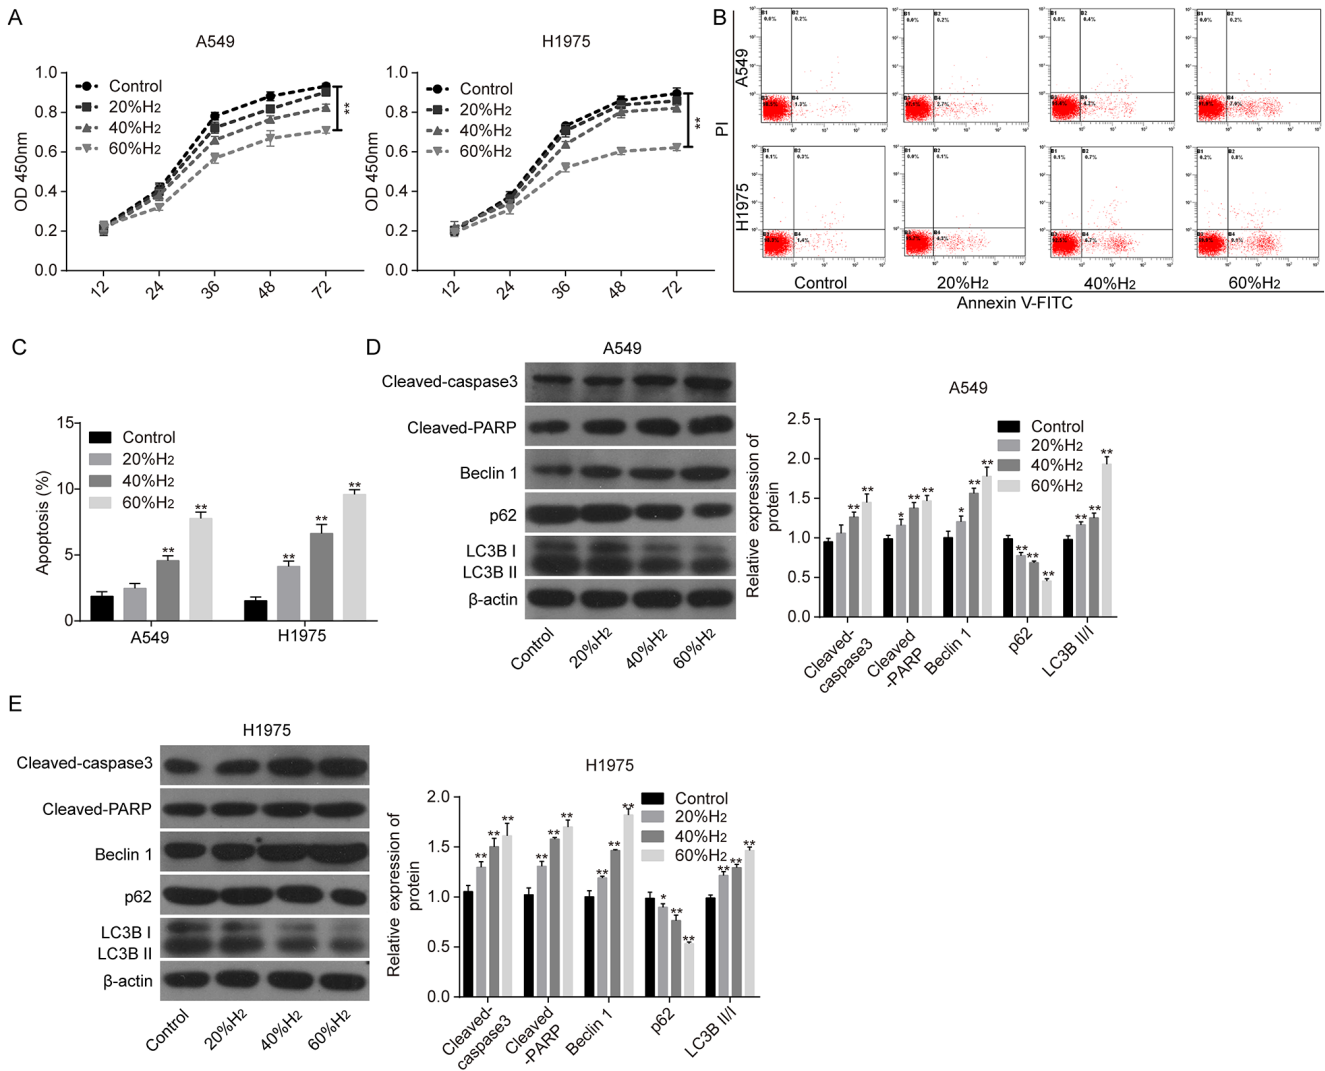 A
A549
OD 450nm
1.0
0.8
0.6
0.4
0.2
0.0
Control
20%H2
40%H2
60%H2
**
12
24
36
48
72
H1975
OD 450nm
1.0
0.8
0.6
0.4
0.2
0.0
Control
20%H2
40%H2
60%H2
**
12
24
36
48
72
B
PI
A549
H1975
Control
20%H2
40%H2
60%H2
Annexin V-FITC
C
Apoptosis (%)
15
10
5
0
Control
20%H2
40%H2
60%H2
** ** ** ** **
A549
H1975
D
A549
Cleaved-caspase3
Cleaved-PARP
Beclin 1
p62
LC3B I
LC3B II
β-actin
Control
20%H2
40%H2
60%H2
A549
Relative expression of
protein
2.5
2.0
1.5
1.0
0.5
0.0
Control
20%H2
40%H2
60%H2
** **
* ** **
* ** **
** ** **
** ** **
Cleaved-
caspase3
Cleaved
-PARP
Beclin 1
p62
LC3B II/I
E
H1975
Cleaved-caspase3
Cleaved-PARP
Beclin 1
p62
LC3B I
LC3B II
β-actin
Control
20%H2
40%H2
60%H2
H1975
Relative expression of
protein
2.0
1.5
1.0
0.5
0.0
Control
20%H2
40%H2
60%H2
** ** **
** ** **
** ** **
* ** **
** ** **
Cleaved-
caspase3
Cleaved
-PARP
Beclin 1
p62
LC3B II/I